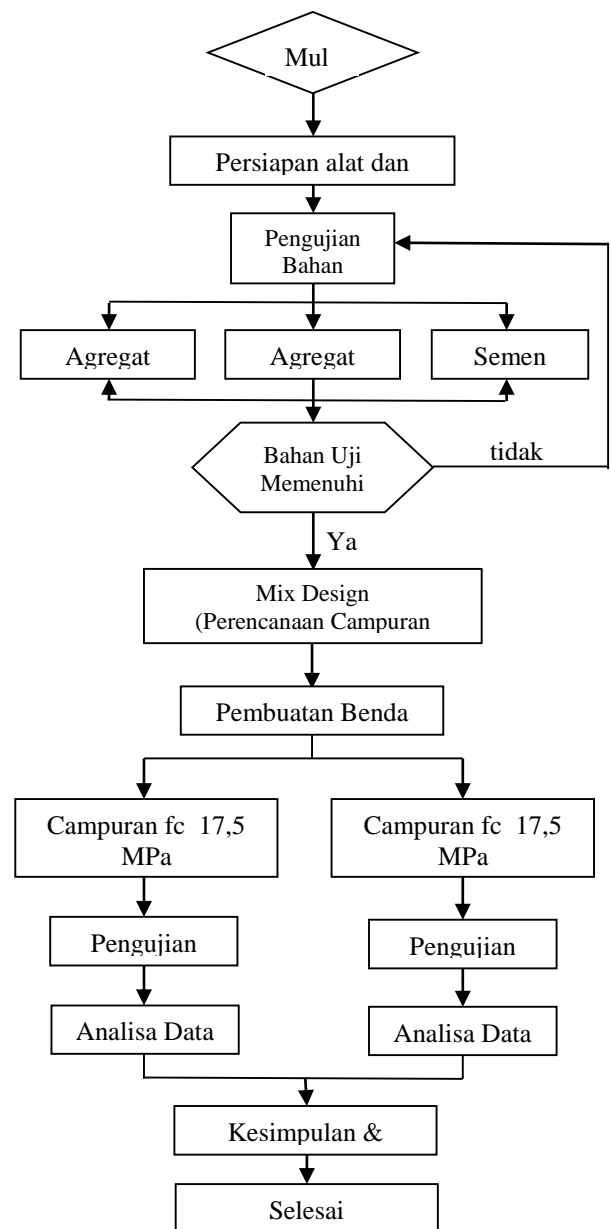 Mul
Persiapan alat dan
Pengujian
Bahan
Agregat
Agregat
Semen
Bahan Uji
Memenuhi
tidak
Ya
Mix Design
(Perencanaan Campuran
Pembuatan Benda
Campuran fc 17,5
MPa
Campuran fc 17,5
MPa
Pengujian
Pengujian
Analisa Data
Analisa Data
Kesimpulan &
Selesai